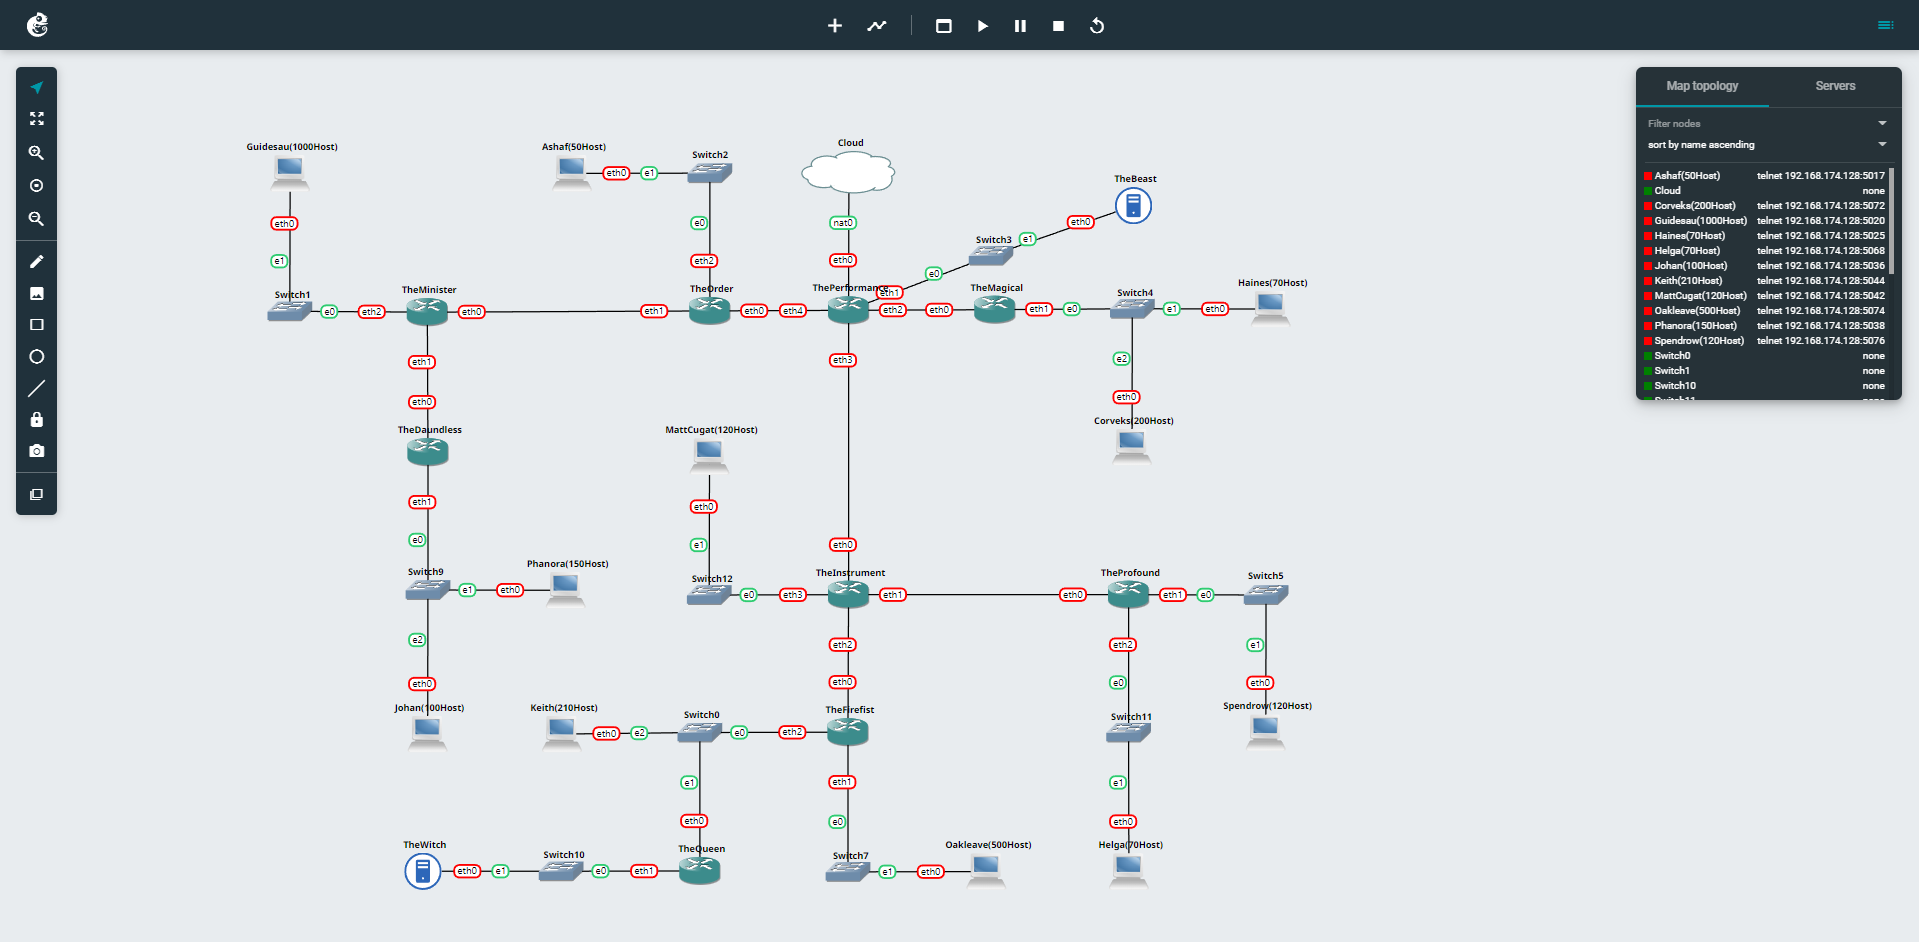 Map topology Servers
Filter nodes
sort by name ascending
Ashaf(50Host) telnet 192.168.174.128:5017
Cloud none
Corveks(200Host) telnet 192.168.174.128:5072
Guidesau(1000Host) telnet 192.168.174.128:5020
Haines(70Host) telnet 192.168.174.128:5025
Helga(70Host) telnet 192.168.174.128:5068
Johan(100Host) telnet 192.168.174.128:5036
Keith(210Host) telnet 192.168.174.128:5044
MattCugat(120Host) telnet 192.168.174.128:5042
Oakleave(500Host) telnet 192.168.174.128:5074
Phanora(150Host) telnet 192.168.174.128:5038
Spendrow(120Host) telnet 192.168.174.128:5076
Switch0 none
Switch1 none
Switch10 none
Switch11 none
Guidesau(1000Host)
Ashaf(50Host)
Switch2
Cloud
eth0 e1
TheBeast
eth0
e0
nat0
eth0
Switch3 e1
e1
eth2
eth0
e0
Switch1
TheMinister
TheOrder
ThePerformance
eth1
TheMagical
Switch4
Haines(70Host)
e0 eth2 eth0 eth1 eth0 eth4 eth2 eth0 eth1 e0 e1 eth0
eth1
eth3
e2
eth0
eth0
TheDaundless
MattCugat(120Host)
Corveks(200Host)
eth1
eth0
e0
e1
eth0
Switch9
Phanora(150Host)
Switch12
TheInstrument
TheProfound
Switch5
e1 eth0
e0 eth3 eth1 eth0 eth1 e0
e2
eth2
eth2
e1
eth0
eth0
e0
eth0
Johan(100Host)
Keith(210Host)
Switch0
TheFirefist
Switch11
Spendrow(120Host)
eth0 e2 e0 eth2
e1
eth1
e1
eth0
e0
eth0
TheWitch
Switch10
TheQueen
Switch7
Oakleave(500Host)
Helga(70Host)
eth0 e1 e0 eth1 e1 eth0